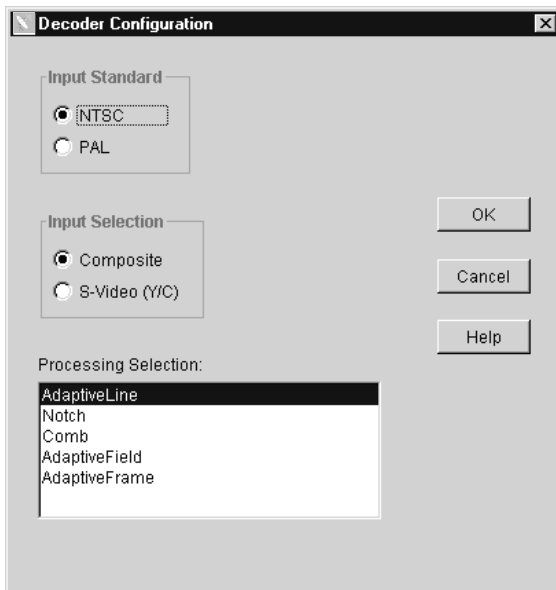 Decoder Configuration
Input Standard
NTSC
PAL
Input Selection
Composite
S-Video (Y/C)
OK
Cancel
Help
Processing Selection:
AdaptiveLine
Notch
Comb
AdaptiveField
AdaptiveFrame